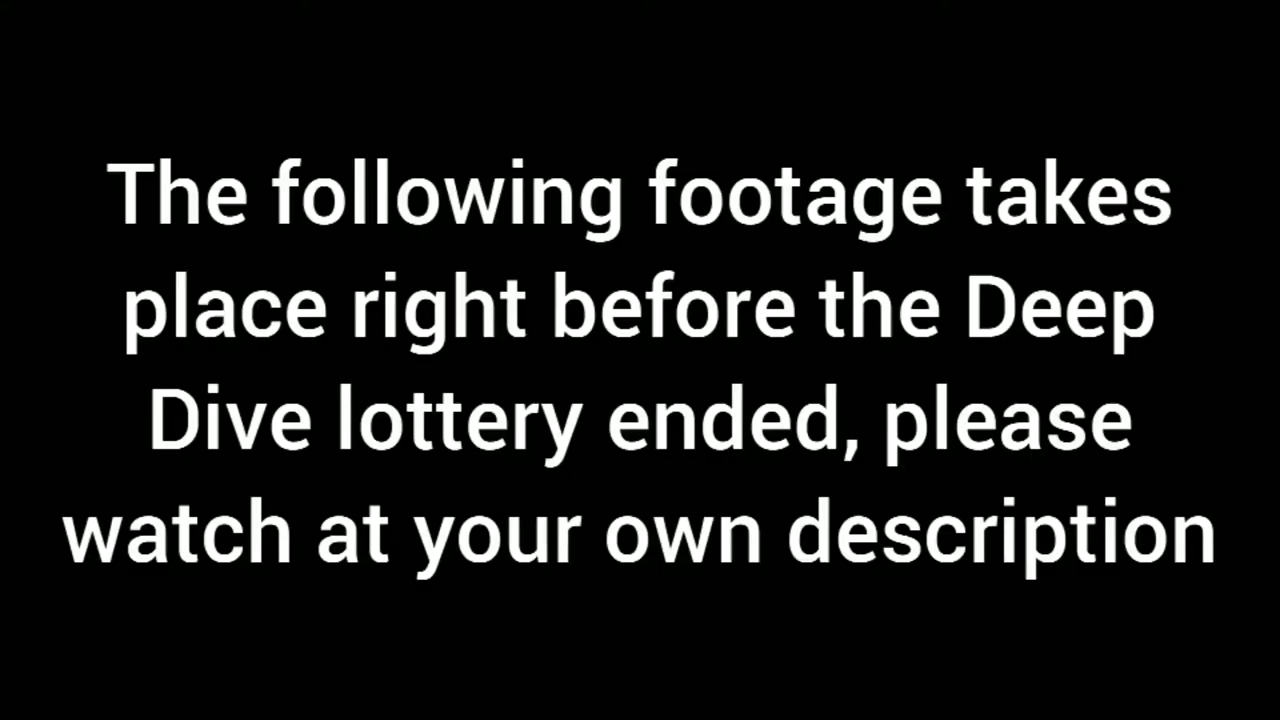 The following footage takes
place right before the Deep
Dive lottery ended, please
watch at your own description